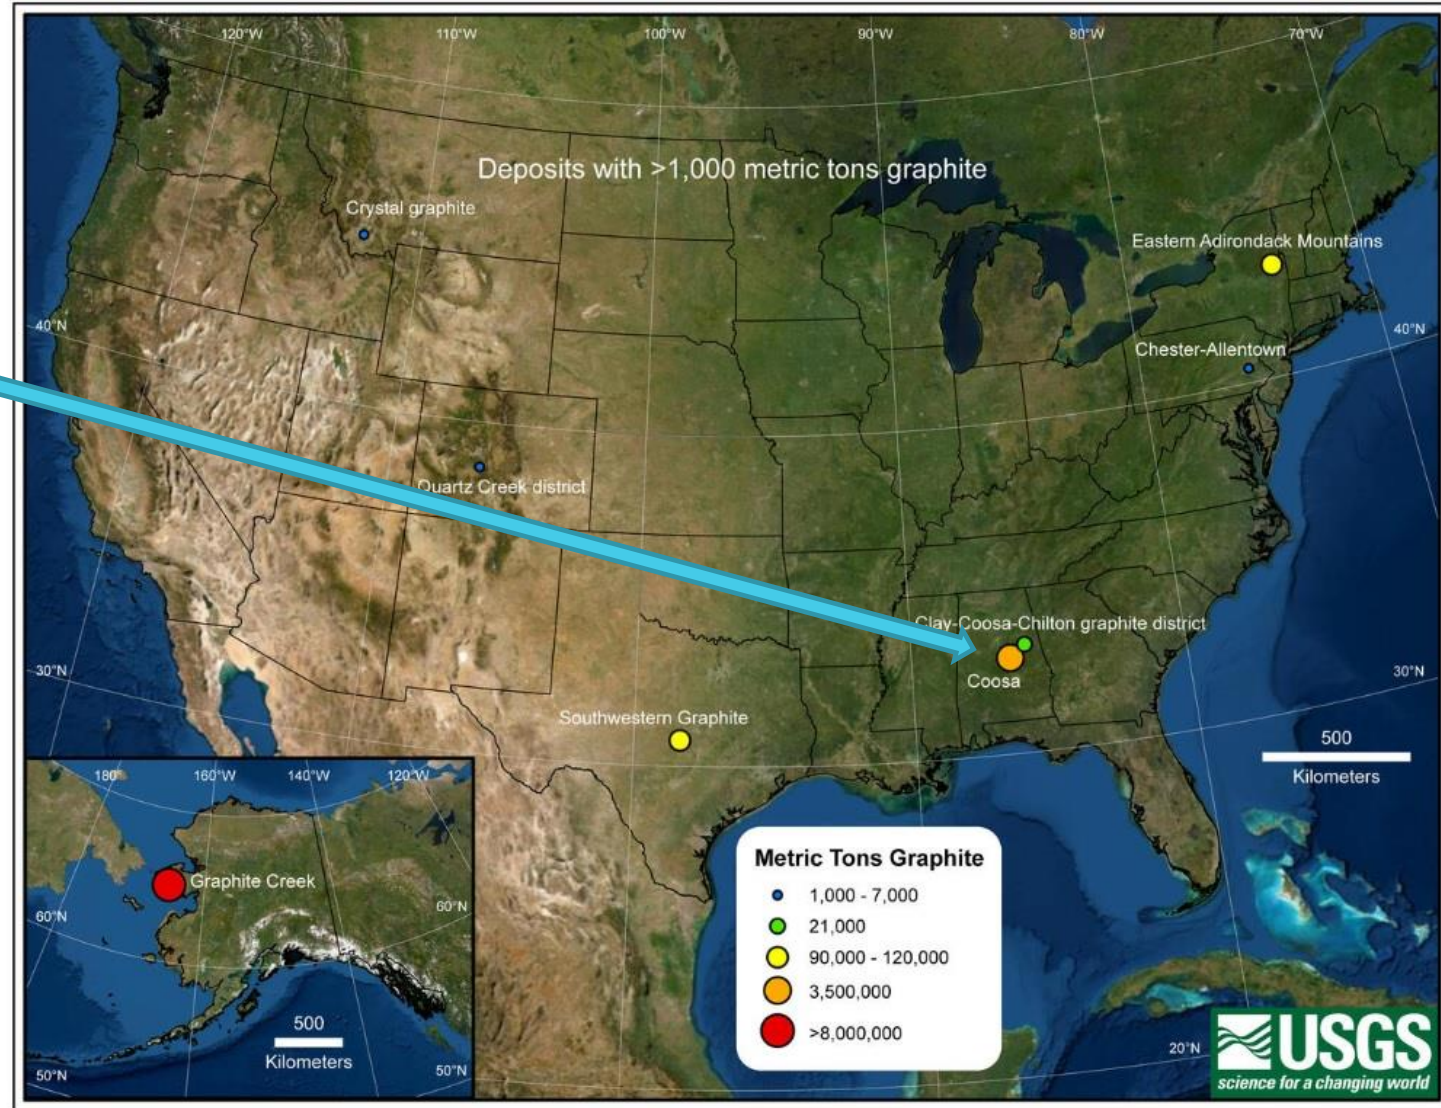 120°W
110°W
100°W
90°W
80°W
70°W
Deposits with >1,000 metric tons graphite
Crystal graphite
Eastern Adirondack Mountains
40°N
40°N
Chester-Allentown
Quartz Creek district
Clay-Coosa-Chilton graphite district
30°N
30°N
Coosa
Southwestern Graphite
500
Kilometers
180°
160°W
140°W
120°W
Graphite Creek
60°N
60°N
500
Kilometers
50°N
50°N
Metric Tons Graphite
1,000 - 7,000
21,000
90,000 - 120,000
3,500,000
>8,000,000
20°N
USGS
science for a changing world